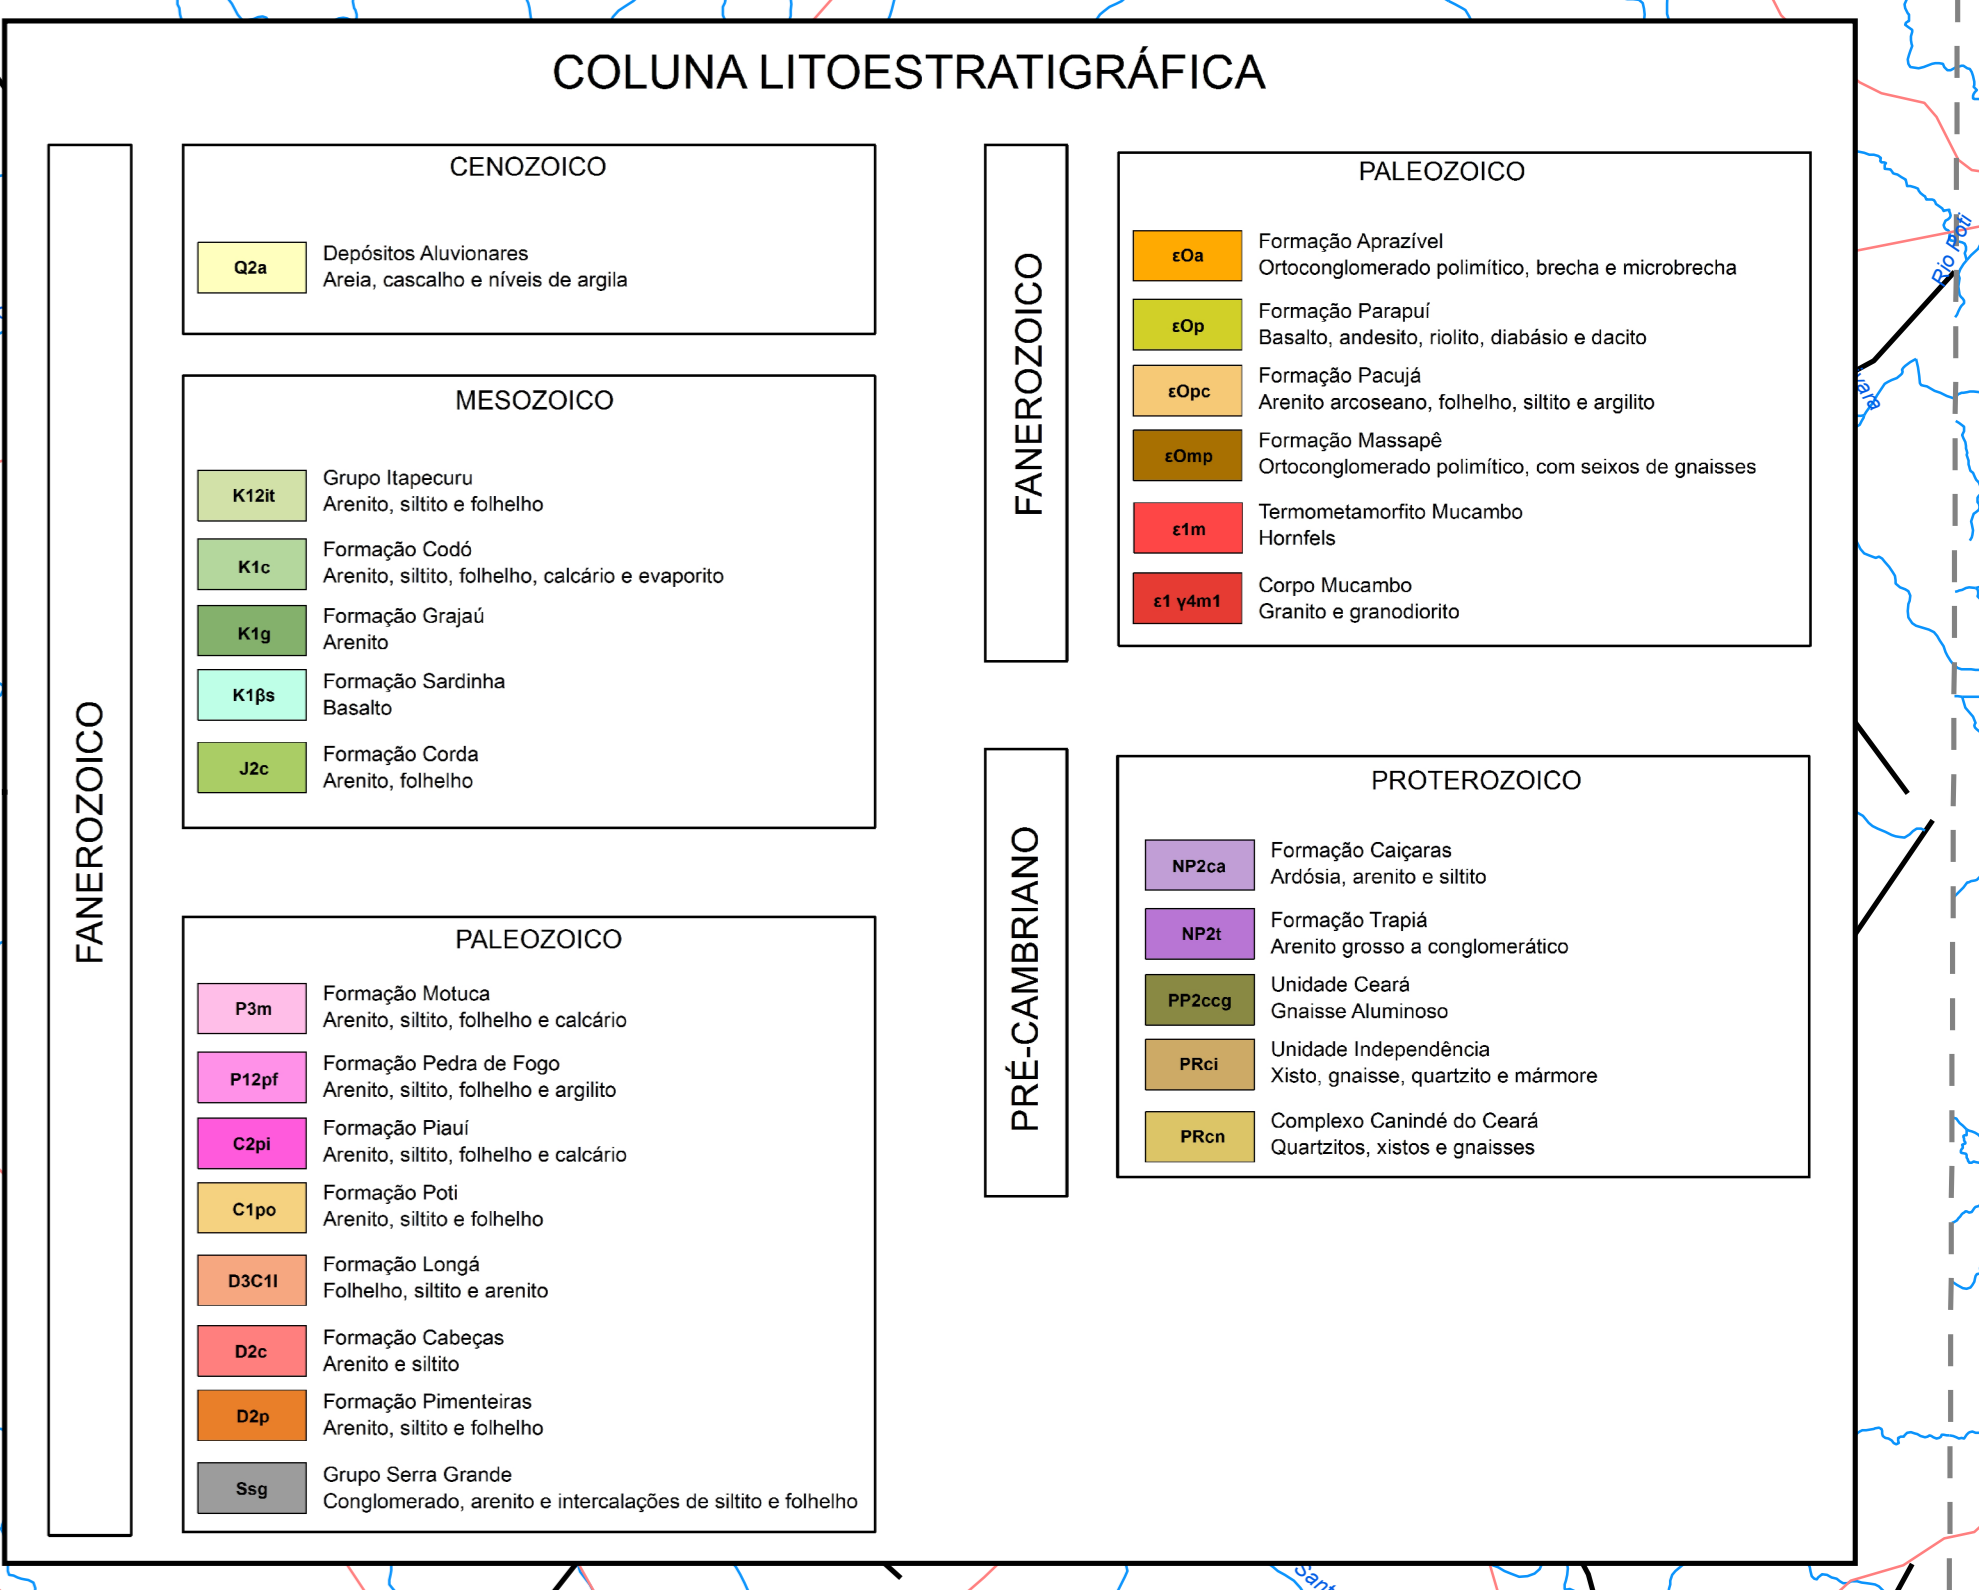 COLUNA LITOESTRATIGRÁFICA
FANEROZOICO
CENOZOICO
Q2a
Depósitos Aluvionares
Areia, cascalho e níveis de argila
MESOZOICO
K12it
Grupo Itapecuru
Arenito, siltito e folhelho
K1c
Formação Codó
Arenito, siltito, folhelho, calcário e evaporito
K1g
Formação Grajaú
Arenito
K1βs
Formação Sardinha
Basalto
J2c
Formação Corda
Arenito, folhelho
PALEOZOICO
P3m
Formação Motuca
Arenito, siltito, folhelho e calcário
P12pf
Formação Pedra de Fogo
Arenito, siltito, folhelho e argilito
C2pi
Formação Piauí
Arenito, siltito, folhelho e calcário
C1po
Formação Poti
Arenito, siltito e folhelho
D3C1l
Formação Longá
Folhelho, siltito e arenito
D2c
Formação Cabeças
Arenito e siltito
D2p
Formação Pimenteiras
Arenito, siltito e folhelho
Ssg
Grupo Serra Grande
Conglomerado, arenito e intercalações de siltito e folhelho
FANEROZOICO
PALEOZOICO
εOa
Formação Aprazível
Ortoconglomerado polimítico, brecha e microbrecha
εOp
Formação Parapuí
Basalto, andesito, riolito, diabásio e dacito
εOpc
Formação Pacujá
Arenito arcoseano, folhelho, siltito e argilito
εOmp
Formação Massapê
Ortoconglomerado polimítico, com seixos de gnaisses
ε1m
Termometamorfito Mucambo
Hornfels
ε1 γ4m1
Corpo Mucambo
Granito e granodiorito
PRÉ-CAMBRIANO
PROTEROZOICO
NP2ca
Formação Caiçaras
Ardósia, arenito e siltito
NP2t
Formação Trapiá
Arenito grosso a conglomerático
PP2ccg
Unidade Ceará
Gnaisse Aluminoso
PRci
Unidade Independência
Xisto, gnaisse, quartzito e mármore
PRcn
Complexo Canindé do Ceará
Quartzitos, xistos e gnaisses
Rio Poti